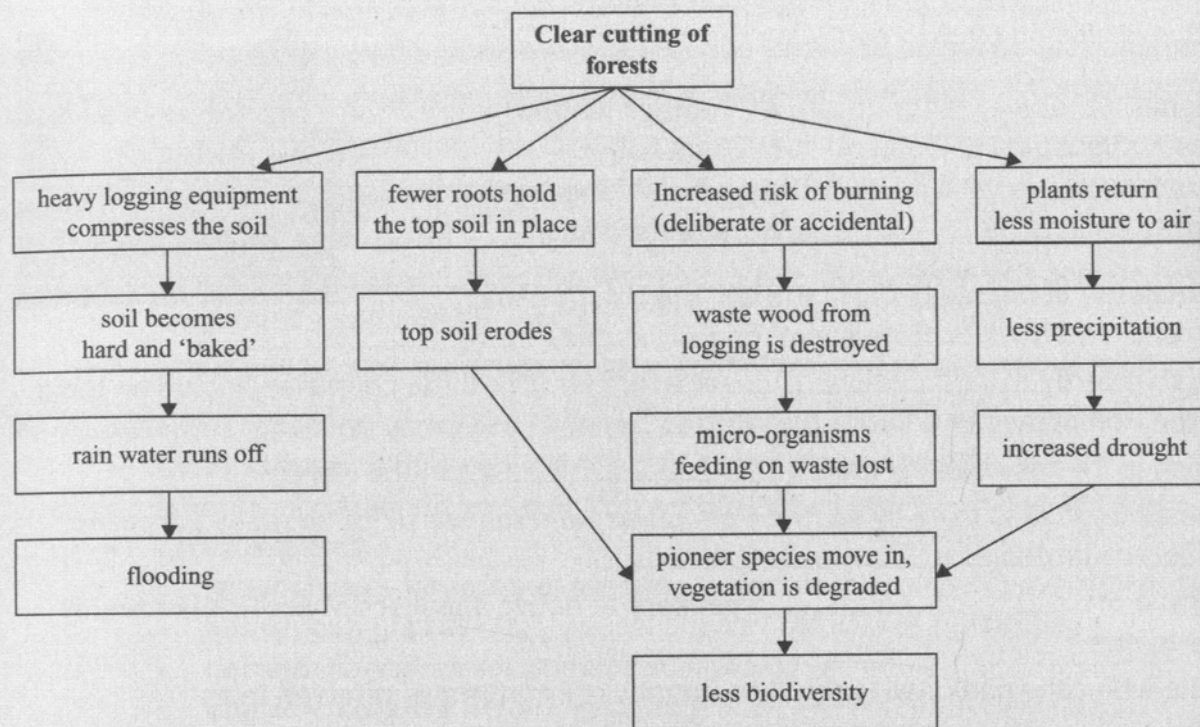 Clear cutting of
forests
heavy logging equipment
compresses the soil
fewer roots hold
the top soil in place
Increased risk of burning
(deliberate or accidental)
plants return
less moisture to air
soil becomes
hard and ‘baked’
top soil erodes
waste wood from
logging is destroyed
less precipitation
rain water runs off
micro-organisms
feeding on waste lost
increased drought
flooding
pioneer species move in,
vegetation is degraded
less biodiversity